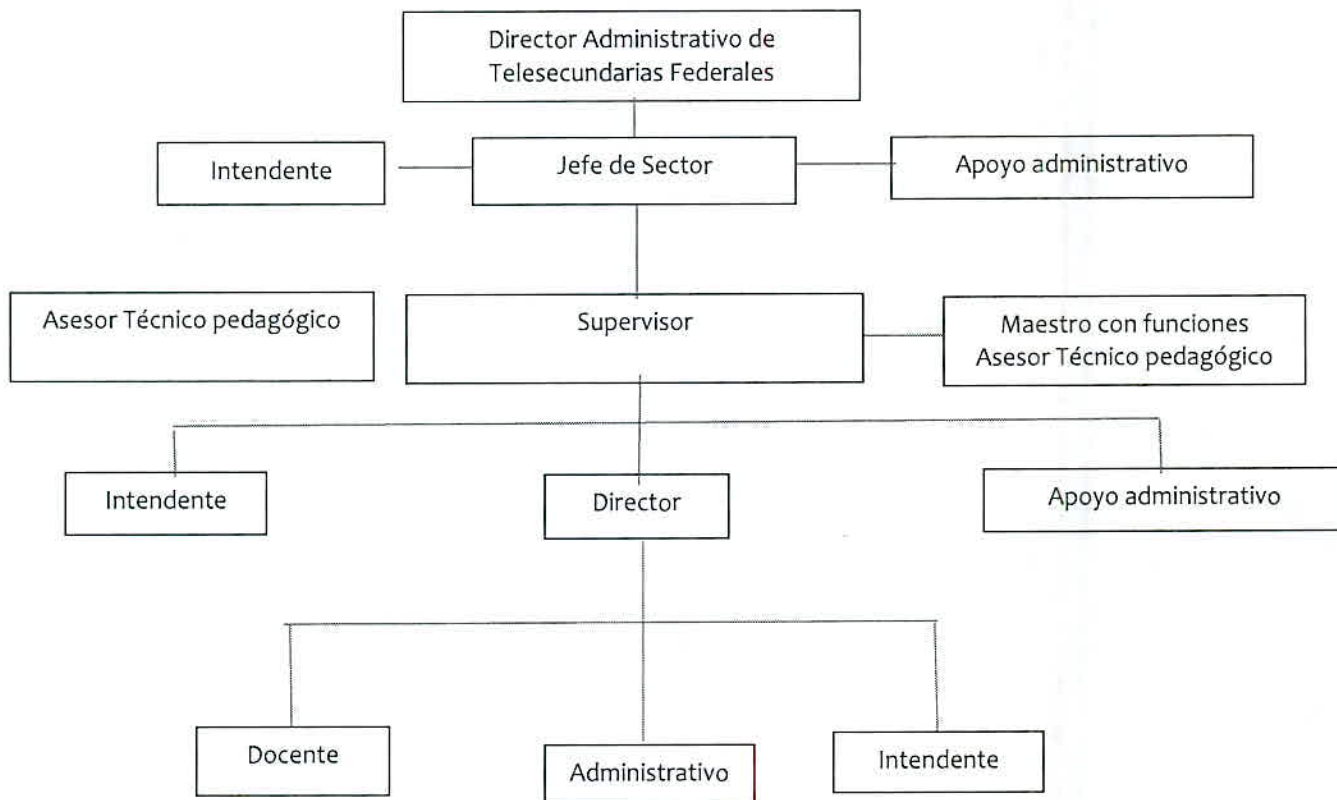 Director Administrativo de
Telesecundarias Federales
Intendente
Jefe de Sector
Apoyo administrativo
Asesor Técnico pedagógico
Supervisor
Maestro con funciones
Asesor Técnico pedagógico
Intendente
Director
Apoyo administrativo
Docente
Administrativo
Intendente